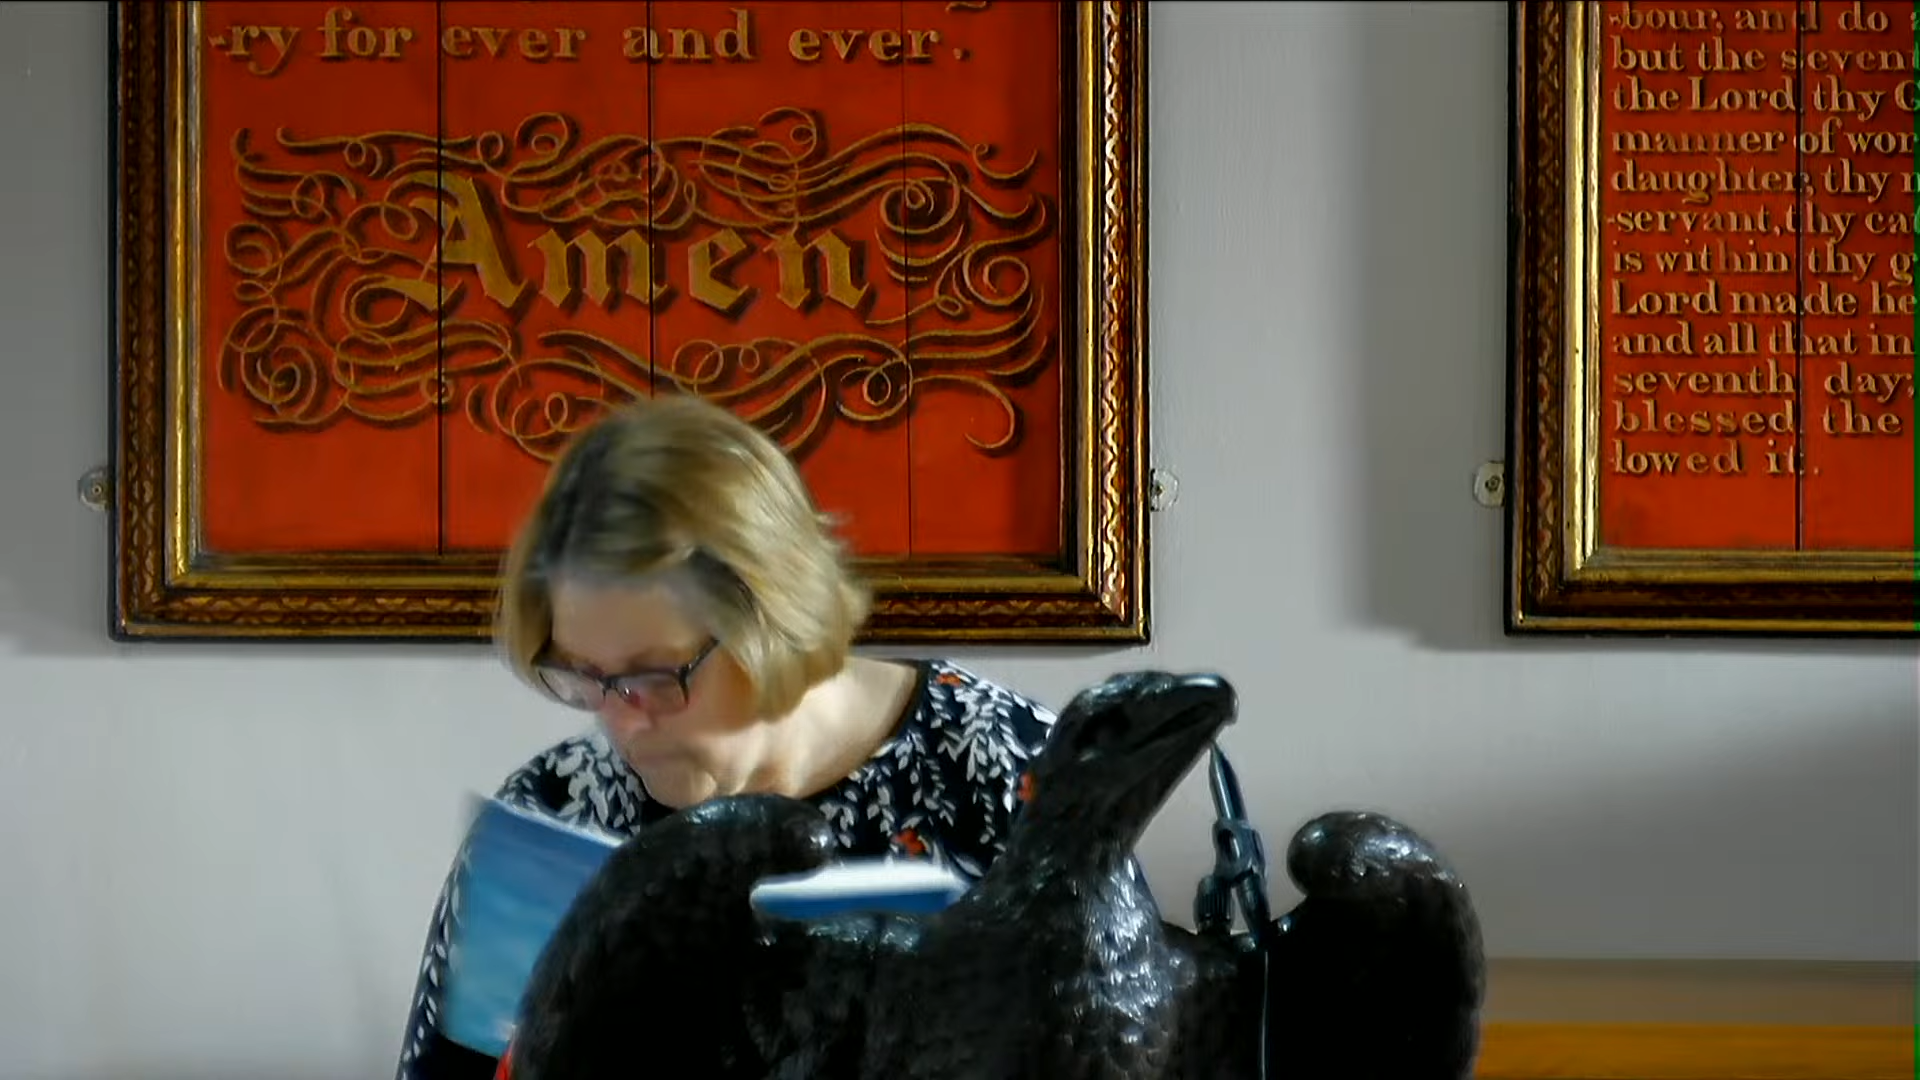 -ry for ever and ever.
Amen
-bour, and do
but the seven
the Lord thy
manner of wor
daughter, thy
-servant, thy ca
is within thy g
Lord made he
and all that in
seventh day;
blessed the
lowed it.